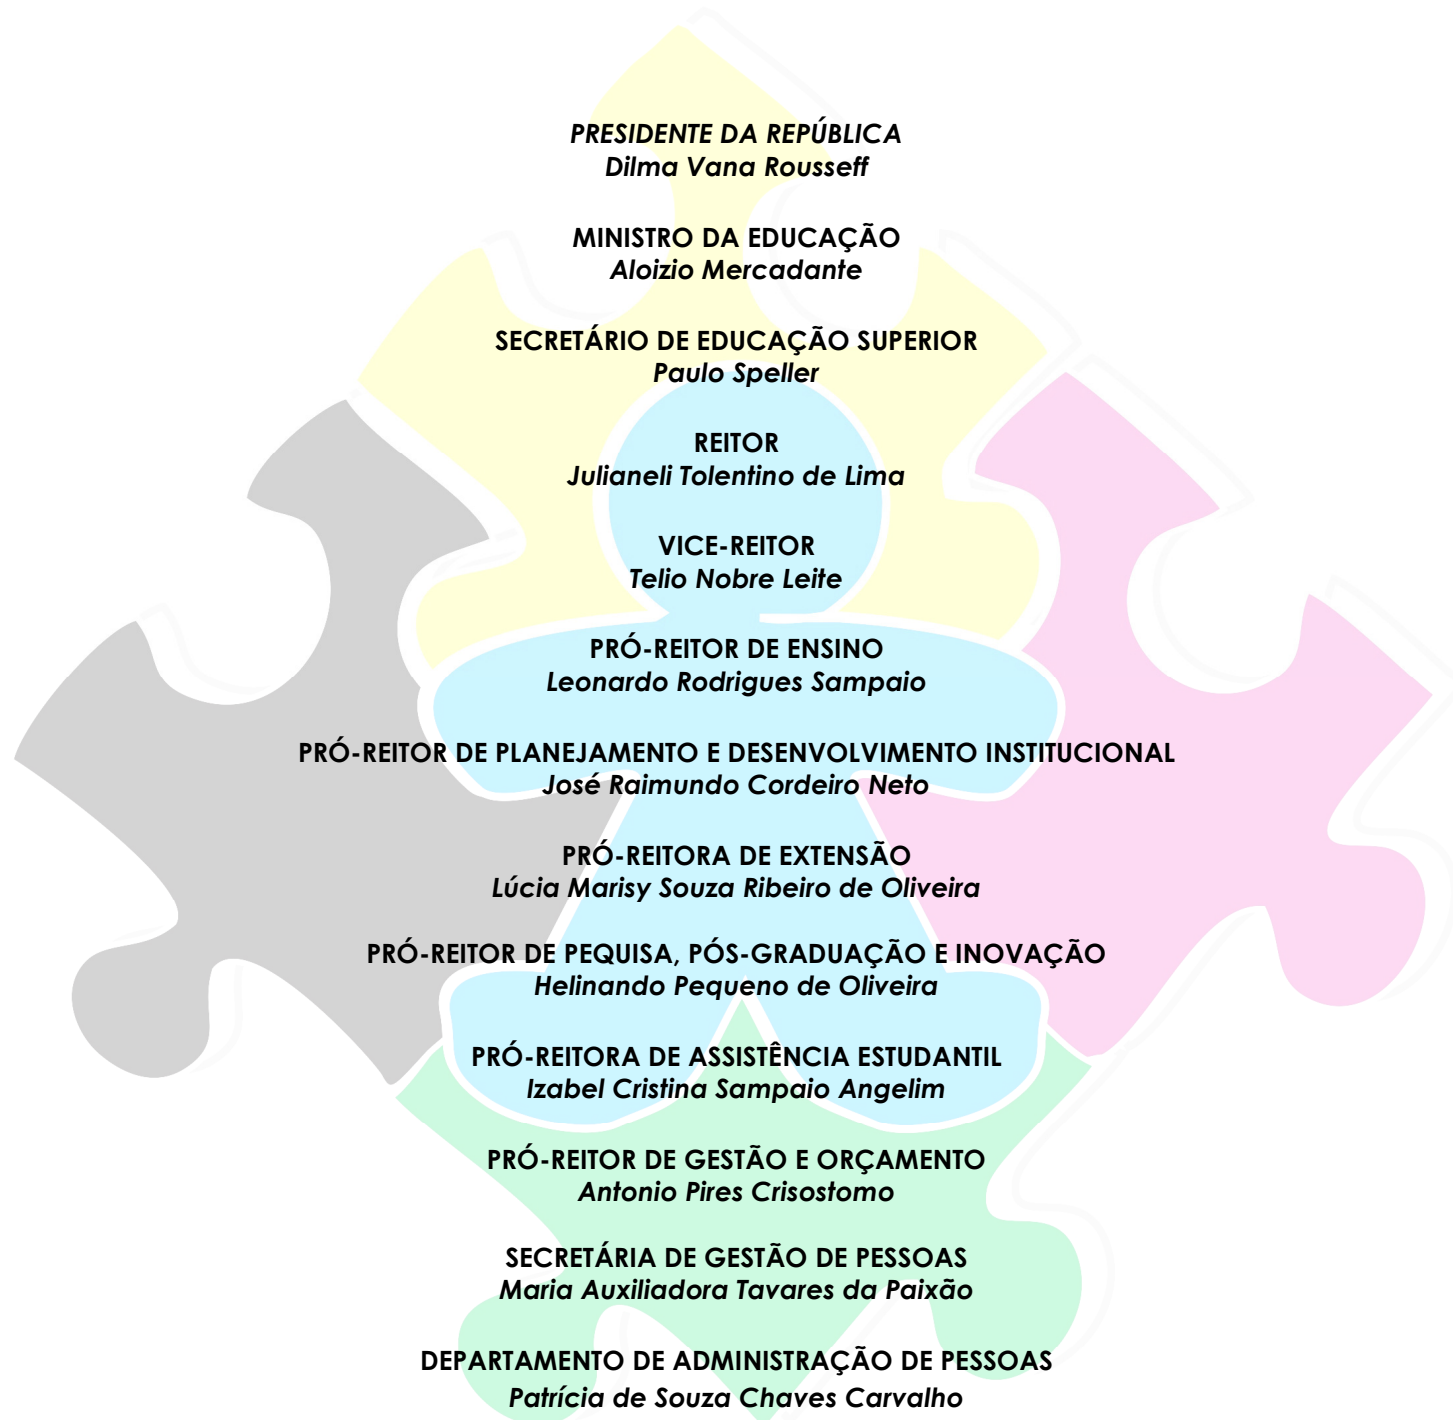 PRESIDENTE DA REPÚBLICA
Dilma Vana Rousseff
MINISTRO DA EDUCAÇÃO
Aloizio Mercadante
SECRETÁRIO DE EDUCAÇÃO SUPERIOR
Paulo Speller
REITOR
Julianeli Tolentino de Lima
VICE-REITOR
Telio Nobre Leite
PRÓ-REITOR DE ENSINO
Leonardo Rodrigues Sampaio
PRÓ-REITOR DE PLANEJAMENTO E DESENVOLVIMENTO INSTITUCIONAL
José Raimundo Cordeiro Neto
PRÓ-REITORA DE EXTENSÃO
Lúcia Marisy Souza Ribeiro de Oliveira
PRÓ-REITOR DE PEQUISA, PÓS-GRADUAÇÃO E INOVAÇÃO
Helinando Pequeno de Oliveira
PRÓ-REITORA DE ASSISTÊNCIA ESTUDANTIL
Izabel Cristina Sampaio Angelim
PRÓ-REITOR DE GESTÃO E ORÇAMENTO
Antonio Pires Crisostomo
SECRETÁRIA DE GESTÃO DE PESSOAS
Maria Auxiliadora Tavares da Paixão
DEPARTAMENTO DE ADMINISTRAÇÃO DE PESSOAS
Patrícia de Souza Chaves Carvalho